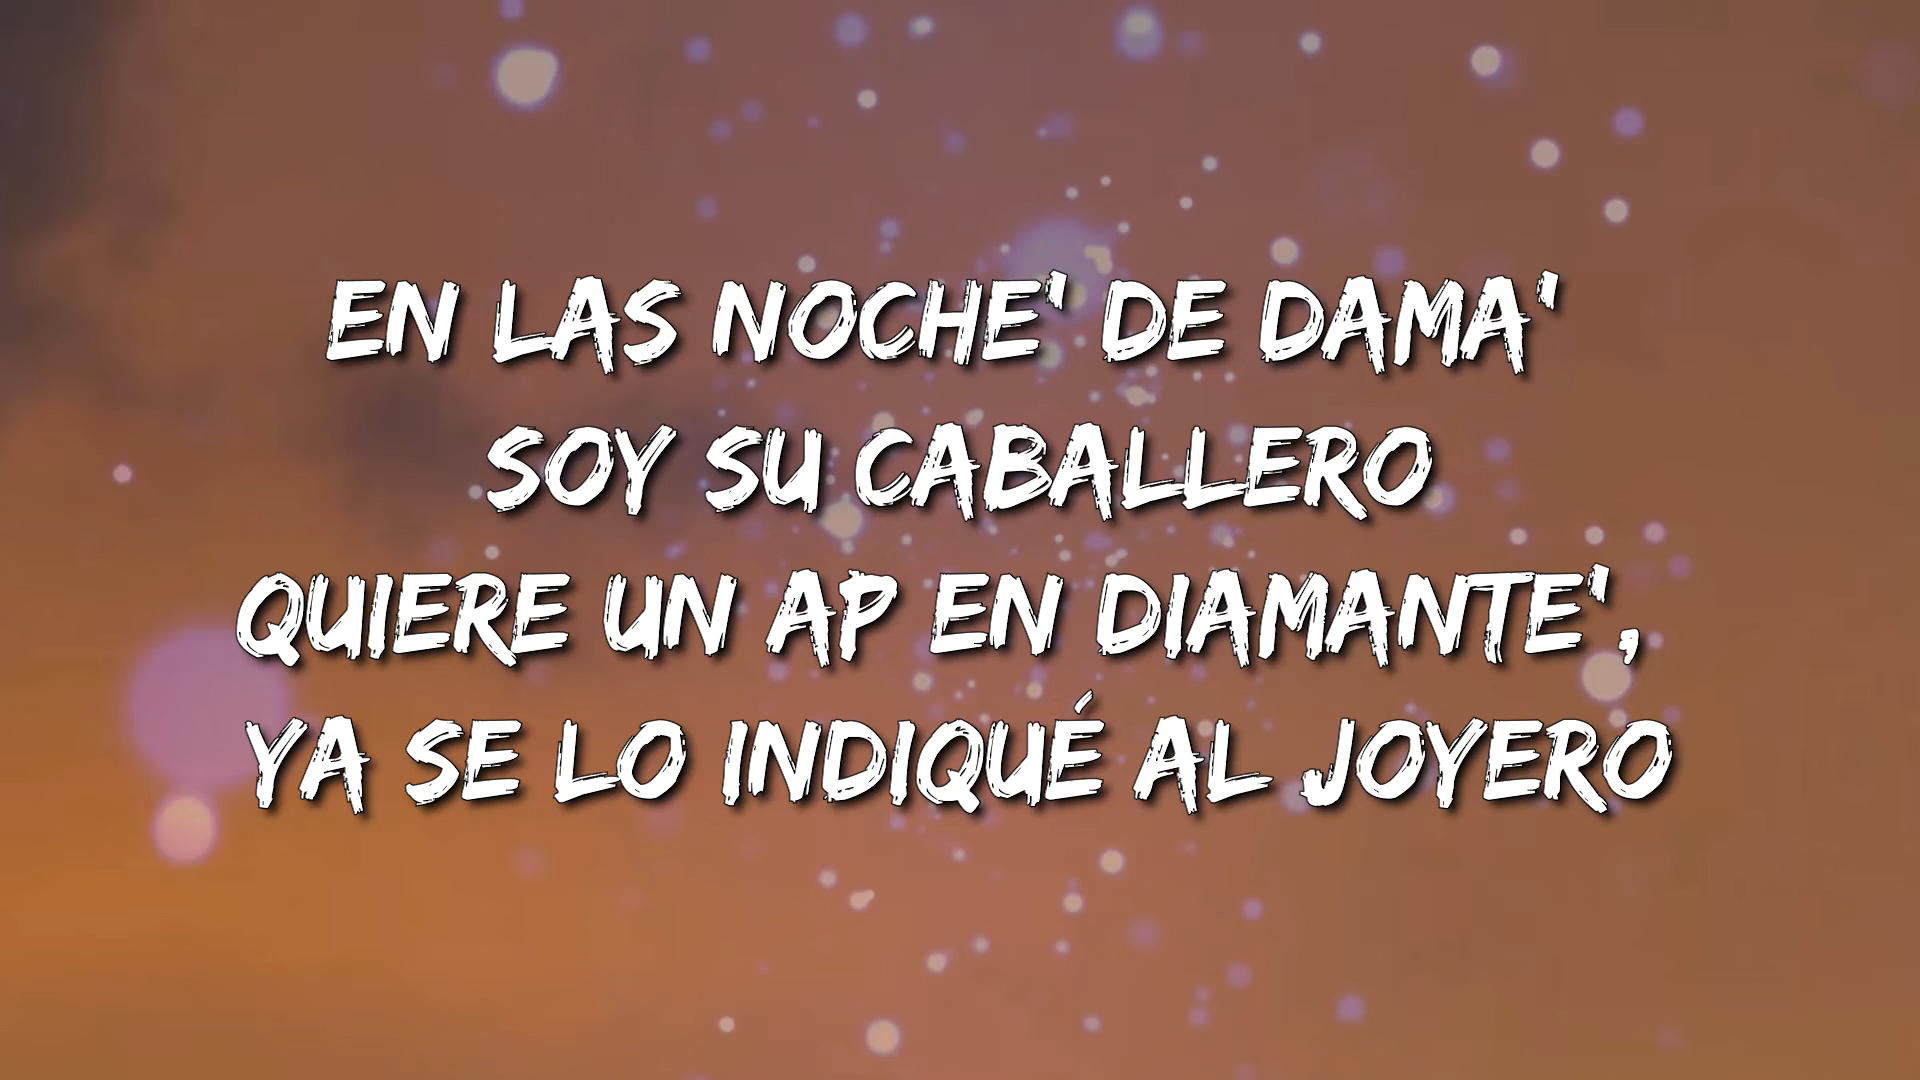 EN LAS NOCHE' DE DAMA'
SOY SU CABALLERO
QUIERE UN AP EN DIAMANTE',
YA SE LO INDIQUÉ AL JOYERO